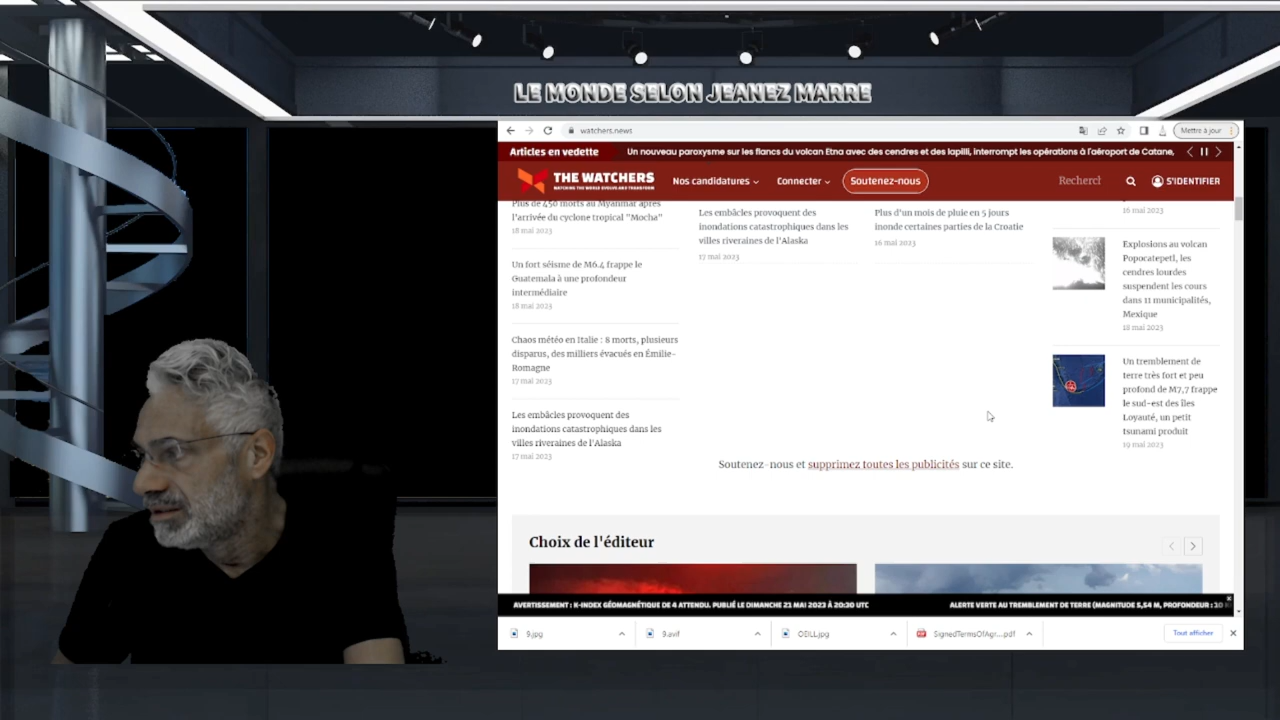 LE MONDE SELON JEANEZ MARRE
watchers.news
Mettre à jour
Articles en vedette
Un nouveau paroxysme sur les flancs du volcan Etna avec des cendres et des lapilli, interrompt les opérations à l'aéroport de Catane,
THE WATCHERS
WATCHING THE WORLD EVOLVE AND TRANSFORM
Nos candidatures
Connecter
Soutenez-nous
Recherch
S'IDENTIFIER
Plus de 450 morts au Myanmar après
l'arrivée du cyclone tropical "Mocha"
18 mai 2023
Un fort séisme de M6.4 frappe le
Guatemala à une profondeur
intermédiaire
18 mai 2023
Chaos météo en Italie : 8 morts, plusieurs
disparus, des milliers évacués en Émilie-
Romagne
17 mai 2023
Les embâcles provoquent des
inondations catastrophiques dans les
villes riveraines de l'Alaska
17 mai 2023
Les embâcles provoquent des
inondations catastrophiques dans les
villes riveraines de l'Alaska
17 mai 2023
Plus d'un mois de pluie en 5 jours
inonde certaines parties de la Croatie
16 mai 2023
16 mai 2023
Explosions au volcan
Popocatepetl, les
cendres lourdes
suspendent les cours
dans 11 municipalités,
Mexique
18 mai 2023
Un tremblement de
terre très fort et peu
profond de M7,7 frappe
le sud-est des îles
Loyauté, un petit
tsunami produit
19 mai 2023
Soutenez-nous et supprimez toutes les publicités sur ce site.
Choix de l'éditeur
AVERTISSEMENT : K-INDEX GÉOMAGNÉTIQUE DE 4 ATTENDU. PUBLIÉ LE DIMANCHE 21 MAI 2023 À 20:30 UTC
ALERTE VERTE AU TREMBLEMENT DE TERRE (MAGNITUDE 5,54 M, PROFONDEUR : 10
9.jpg
9.avif
OEILL.jpg
SignedTermsOfAgr....pdf
Tout afficher